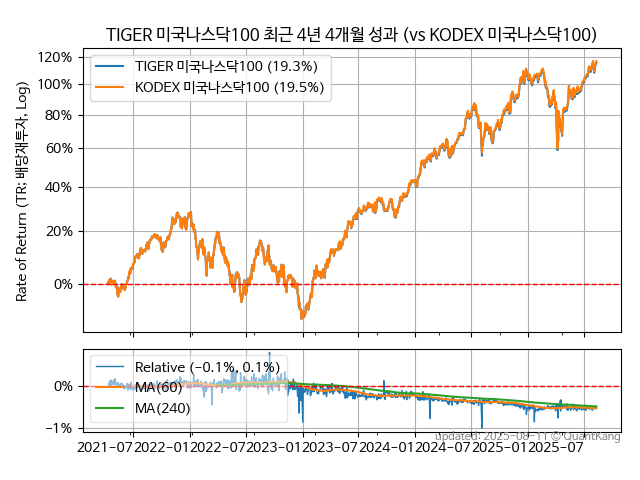 TIGER 미국나스닥100 최근 4년 4개월 성과 (vs KODEX 미국나스닥100)
Rate of Return (TR: 배당재투자, Log)
120%
100%
80%
60%
40%
20%
0%
TIGER 미국나스닥100 (19.3%)
KODEX 미국나스닥100 (19.5%)
0%
−1%
Relative (−0.1%, 0.1%)
MA(60)
MA(240)
2021-07 2022-01 2022-07 2023-01 2023-07 2024-01 2024-07 2025-01 2025-07
updated: 2025-08-11 © QuantKang